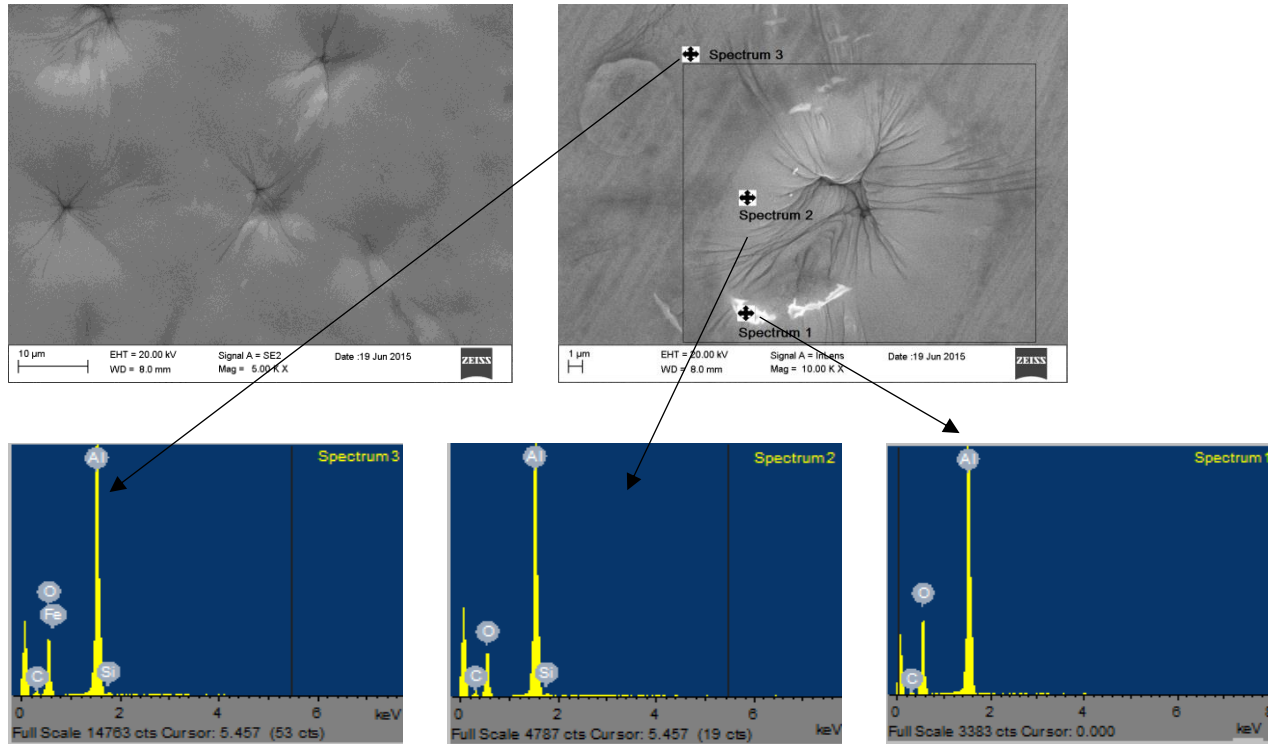 Spectrum 3
Spectrum 2
Spectrum 1
10 µm
EHT = 20.00 kV
Signal A = SE2
Date :19 Jun 2015
ZEISS
WD = 8.0 mm
Mag = 5.00 K X
1 µm
EHT = 20.00 kV
Signal A = InLens
Date :19 Jun 2015
ZEISS
WD = 8.0 mm
Mag = 10.00 K X
Al
Spectrum 3
O
Fe
C
Si
0 2 4 6 keV
Full Scale 14763 cts Cursor: 5.457 (53 cts)
Al
Spectrum 2
O
C
Si
0 2 4 6 keV
Full Scale 4787 cts Cursor: 5.457 (19 cts)
Al
Spectrum 1
O
C
0 2 4 6 8
keV
Full Scale 3383 cts Cursor: 0.000